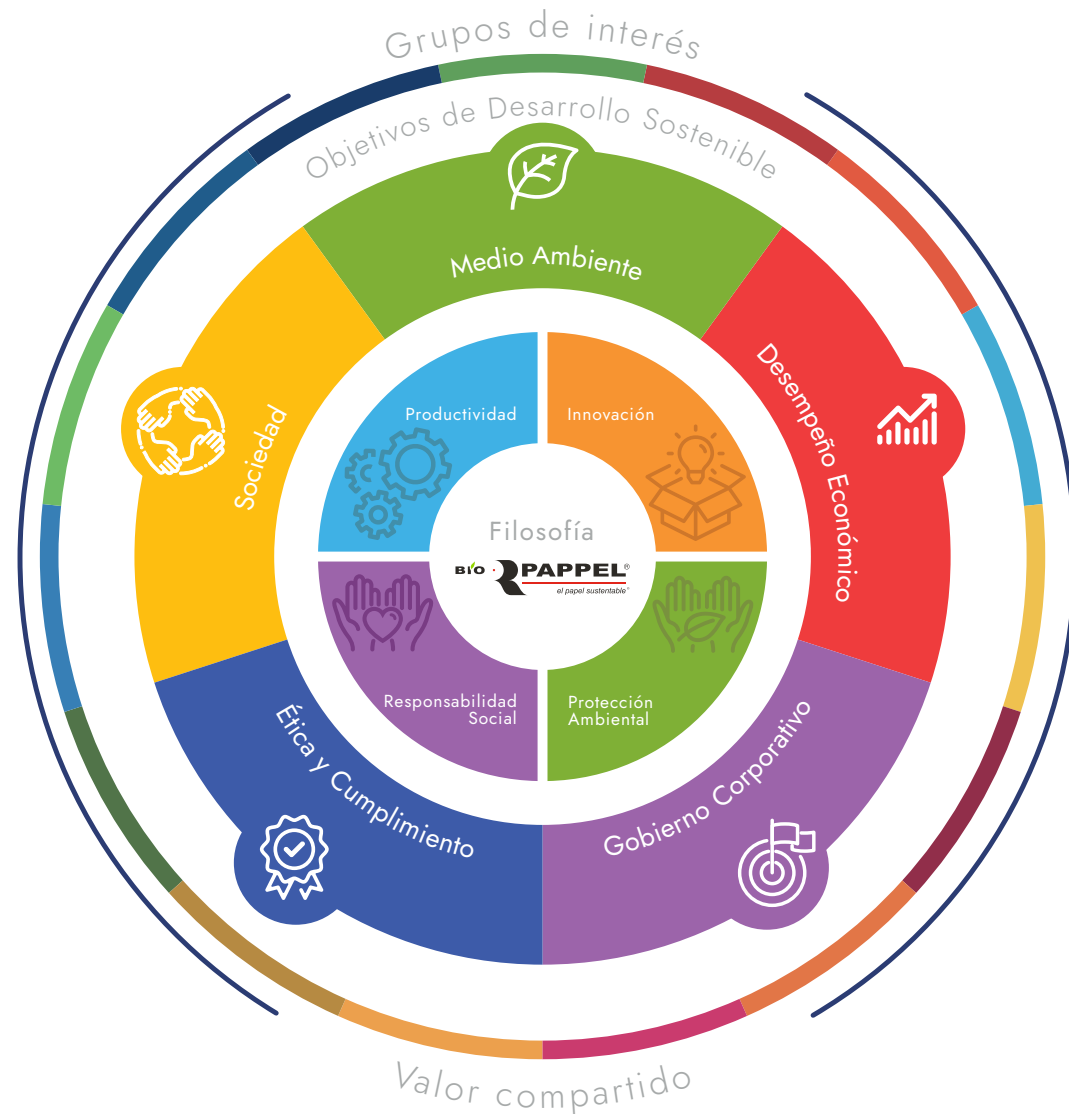 Grupos de interés
Objetivos de Desarrollo Sostenible
Medio Ambiente
Desempeño Económico
Sociedad
Productividad
Innovación
Filosofía
BIO PAPPEL®
el papel sustentable®
Responsabilidad
Social
Protección
Ambiental
Ética y Cumplimiento
Gobierno Corporativo
Valor compartido